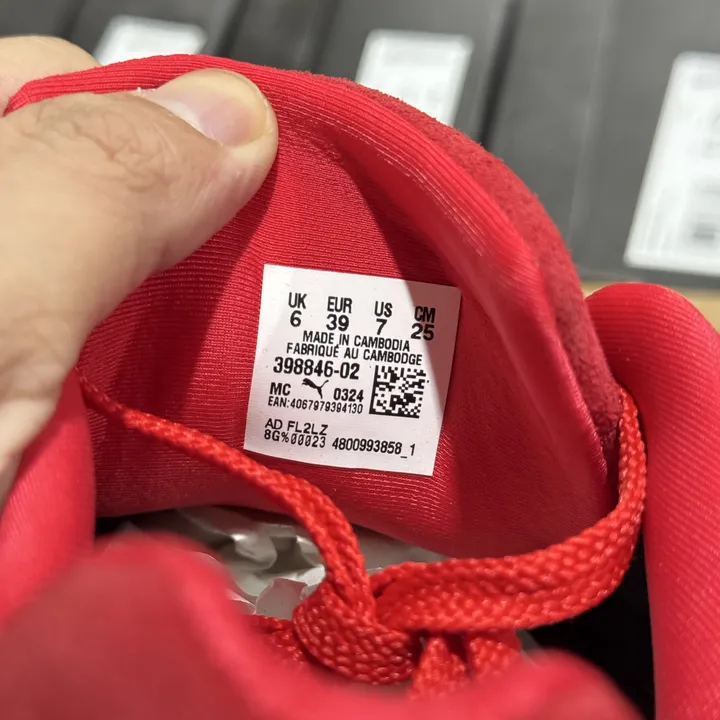 UK EUR US CM
6 39 7 25
MADE IN CAMBODIA
FABRIQUÉ AU CAMBODGE
398846-02
MC 0324
EAN:4067979394130
AD FL2LZ
8G%00023 4800993858_1